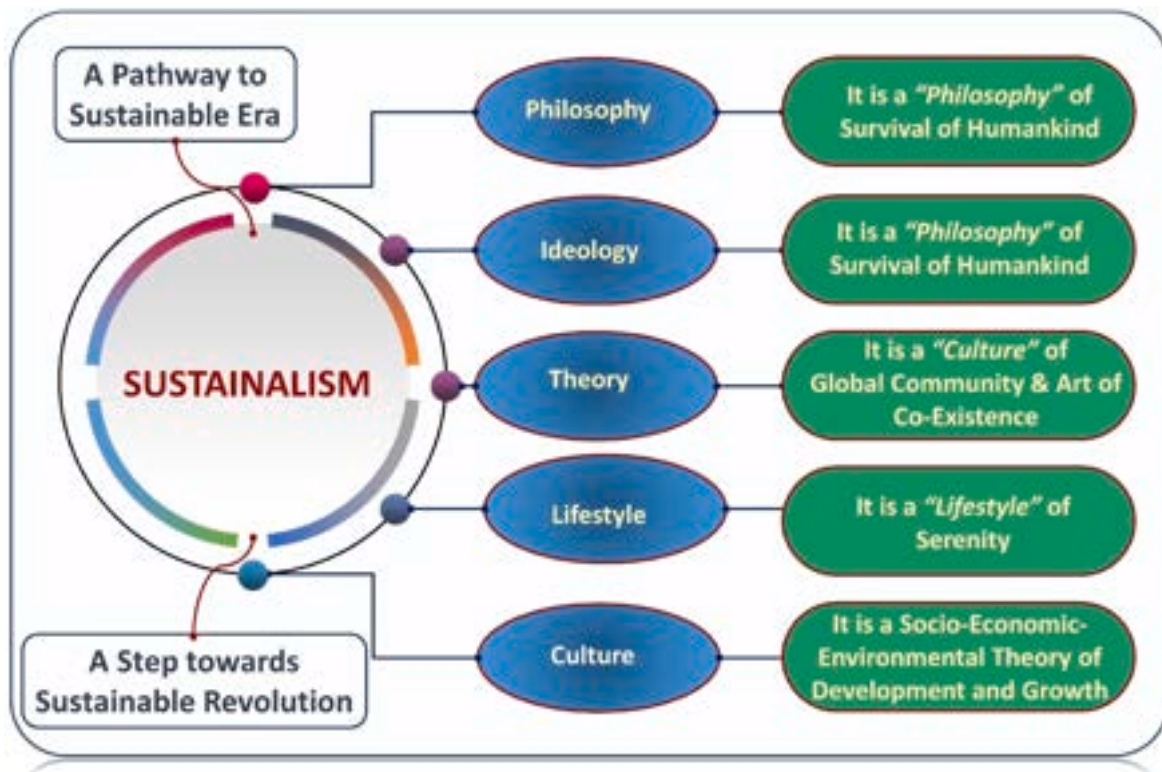 A Pathway to
Sustainable Era
SUSTAINALISM
A Step towards
Sustainable Revolution
Philosophy
It is a “Philosophy” of
Survival of Humankind
Ideology
It is a “Philosophy” of
Survival of Humankind
Theory
It is a “Culture” of
Global Community & Art of
Co-Existence
Lifestyle
It is a “Lifestyle” of
Serenity
Culture
It is a Socio-Economic-
Environmental Theory of
Development and Growth